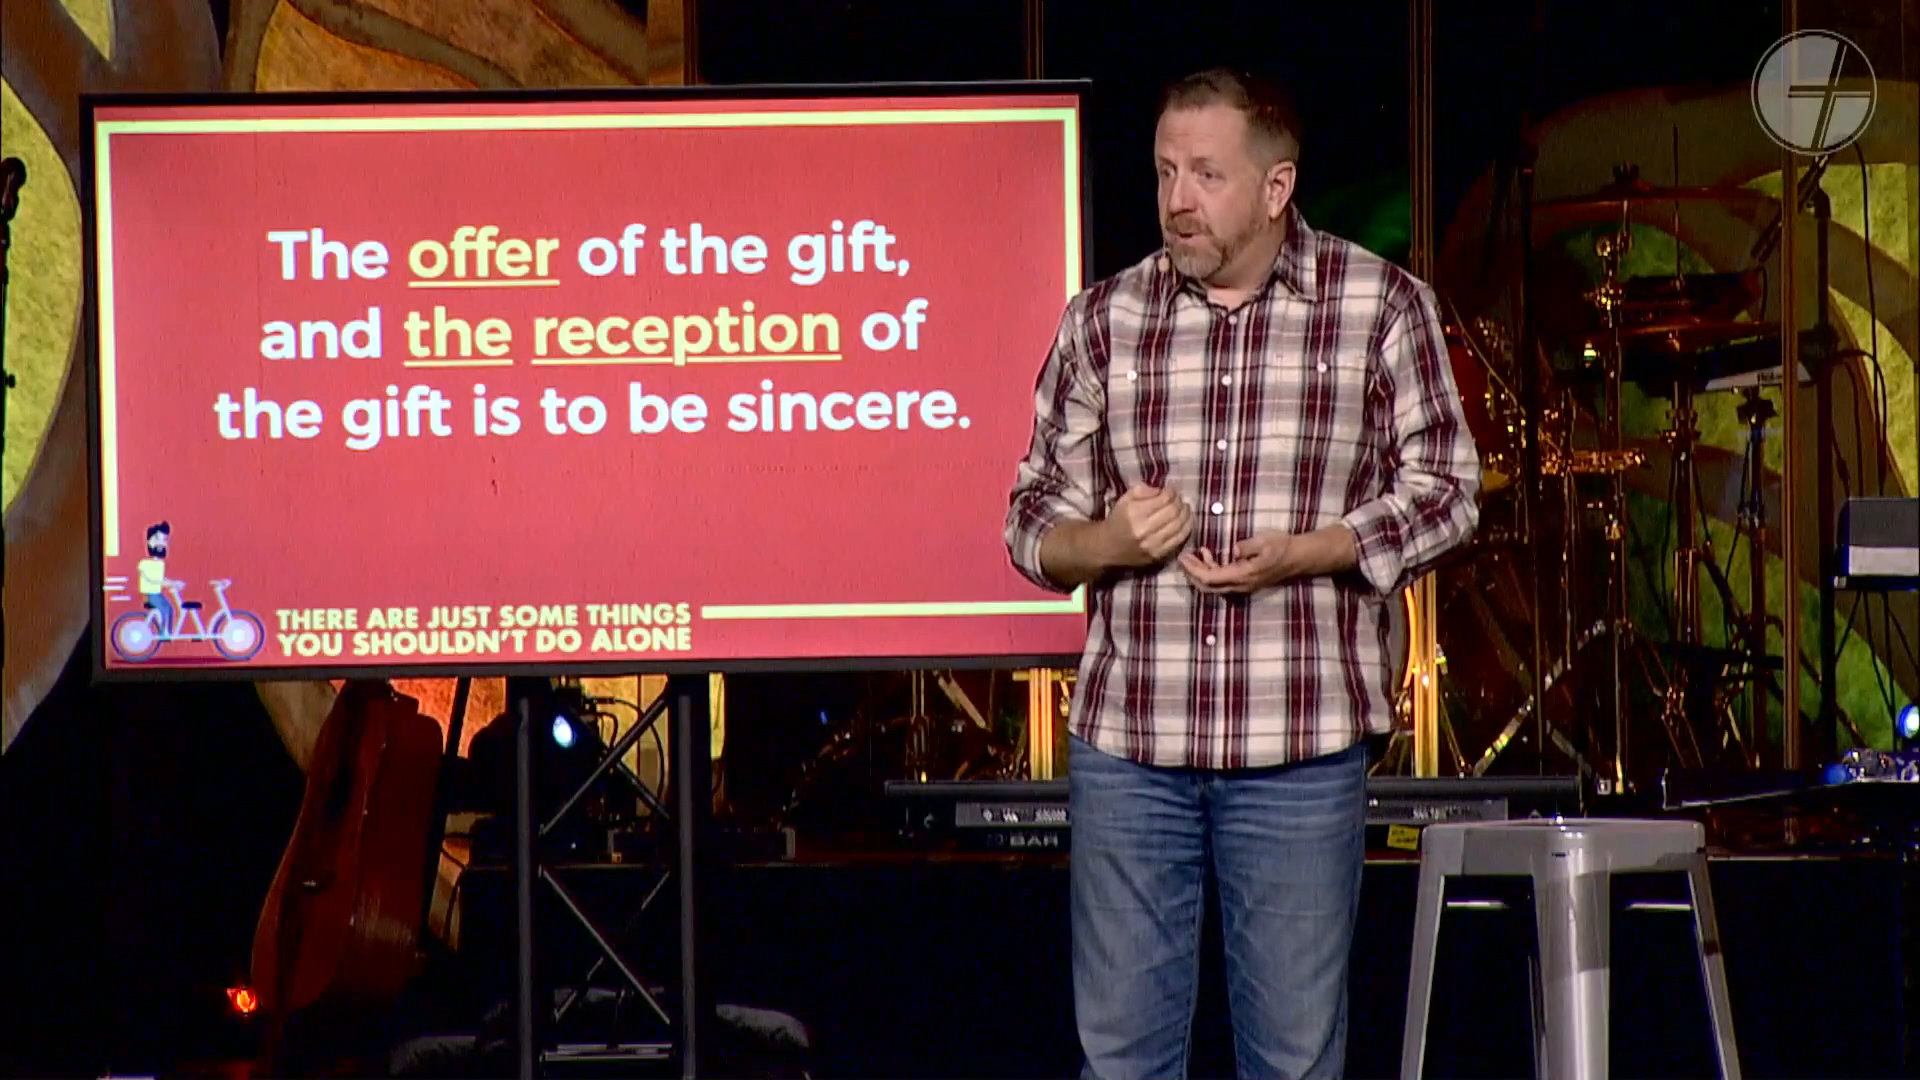 The offer of the gift,
and the reception of
the gift is to be sincere.
THERE ARE JUST SOME THINGS
YOU SHOULDN'T DO ALONE